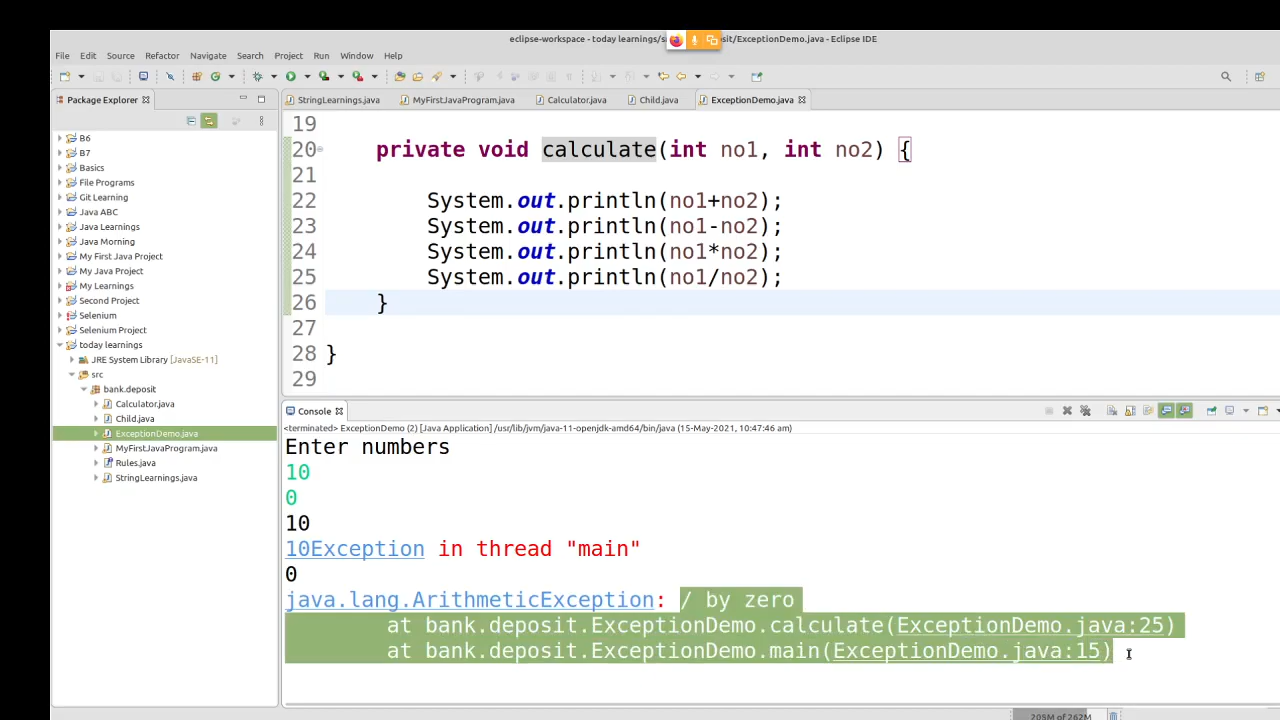 eclipse-workspace - today learnings/s sit/ExceptionDemo.java - Eclipse IDE
File Edit Source Refactor Navigate Search Project Run Window Help
Package Explorer
StringLearnings.java MyFirstJavaProgram.java Calculator.java Child.java ExceptionDemo.java
B6
B7
Basics
File Programs
Git Learning
Java ABC
Java Learnings
Java Morning
My First Java Project
My Java Project
My Learnings
Second Project
Selenium
Selenium Project
today learnings
JRE System Library [JavaSE-11]
src
bank.deposit
Calculator.java
Child.java
ExceptionDemo.java
MyFirstJavaProgram.java
Rules.java
StringLearnings.java
19
20 private void calculate(int no1, int no2) {
21
22 System.out.println(no1+no2);
23 System.out.println(no1-no2);
24 System.out.println(no1*no2);
25 System.out.println(no1/no2);
26 }
27
28 }
29
Console
<terminated> ExceptionDemo (2) [Java Application] /usr/lib/jvm/java-11-openjdk-amd64/bin/java (15-May-2021, 10:47:46 am)
Enter numbers
10
0
10
10Exception in thread "main"
0
java.lang.ArithmeticException: / by zero
at bank.deposit.ExceptionDemo.calculate(ExceptionDemo.java:25)
at bank.deposit.ExceptionDemo.main(ExceptionDemo.java:15)
205M of 262M